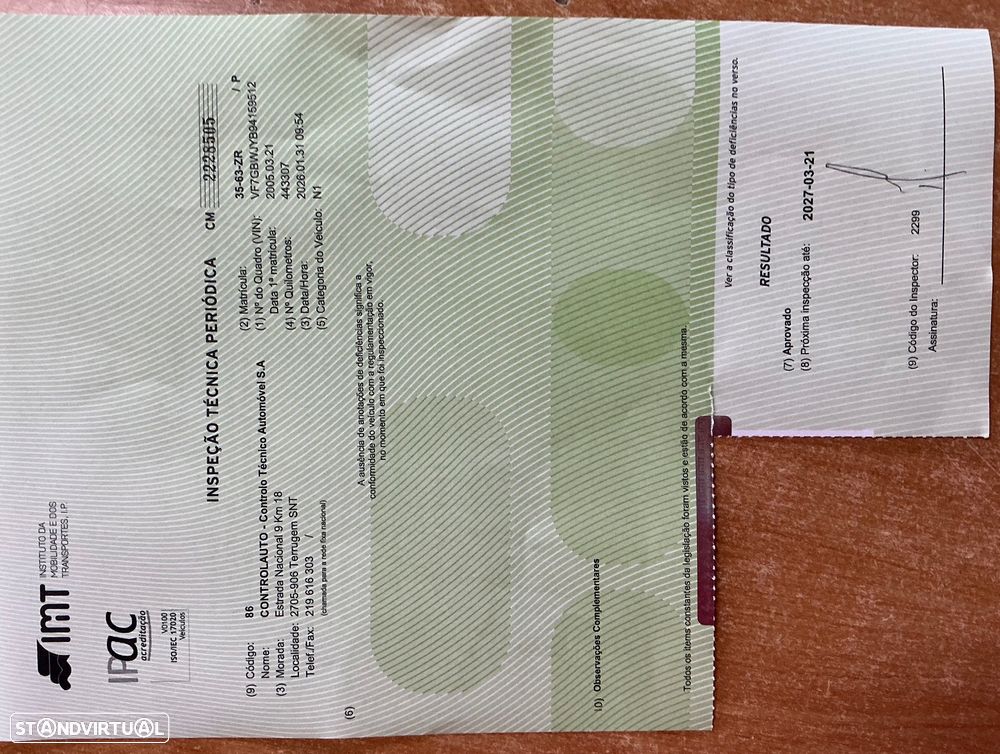 IMT INSTITUTO DA
MOBILIDADE E DOS
TRANSPORTES, I.P.
IPAC
acreditação
V0100
ISO/IEC 17020
Veículos
INSPEÇÃO TÉCNICA PERIÓDICA CM 2228505
(9) Código: 86
Nome: CONTROLAUTO - Controlo Técnico Automóvel S.A
(3) Morada: Estrada Nacional 9 Km 18
Localidade: 2705-906 Terrugem SNT
Telef./Fax: 219 616 303 /
(chamada para a rede fixa nacional)
(2) Matrícula: 35-63-ZR / P
(1) Nº do Quadro (VIN): VF7GBWJYB94159512
Data 1ª matrícula: 2005.03.21
(4) Nº Quilometros: 443307
(3) Data/Hora: 2026.01.31 09:54
(5) Categoria do Veículo: N1
(6)
A ausência de anotações de deficiências significa a
conformidade do veículo com a regulamentação em vigor,
no momento em que foi inspeccionado.
10) Observações Complementares
Todos os items constantes da legislação foram vistos e estão de acordo com a mesma.
Ver a classificação do tipo de deficiências no verso.
RESULTADO
(7) Aprovado
(8) Próxima inspecção até: 2027-03-21
(9) Código do Inspector: 2299
Assinatura:
STANDVIRTUAL